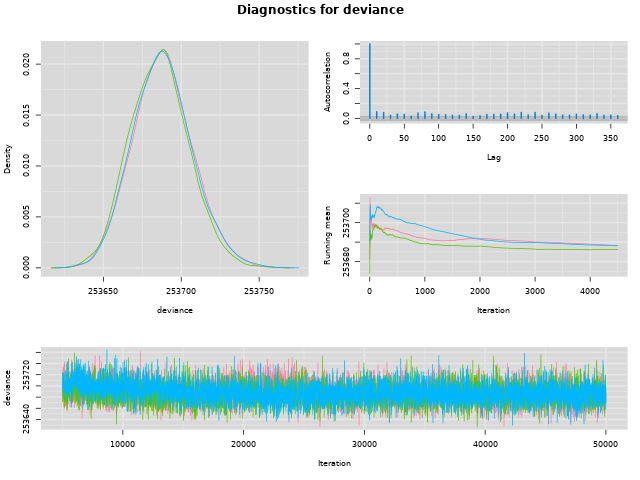 Diagnostics for deviance
Density
0.000 0.005 0.010 0.015 0.020
253650 253700 253750
deviance
Autocorrelation
0.0 0.4 0.8
0 50 100 150 200 250 300 350
Lag
Running mean
253680 253700
0 1000 2000 3000 4000
Iteration
deviance
253640 253720
10000 20000 30000 40000 50000
Iteration